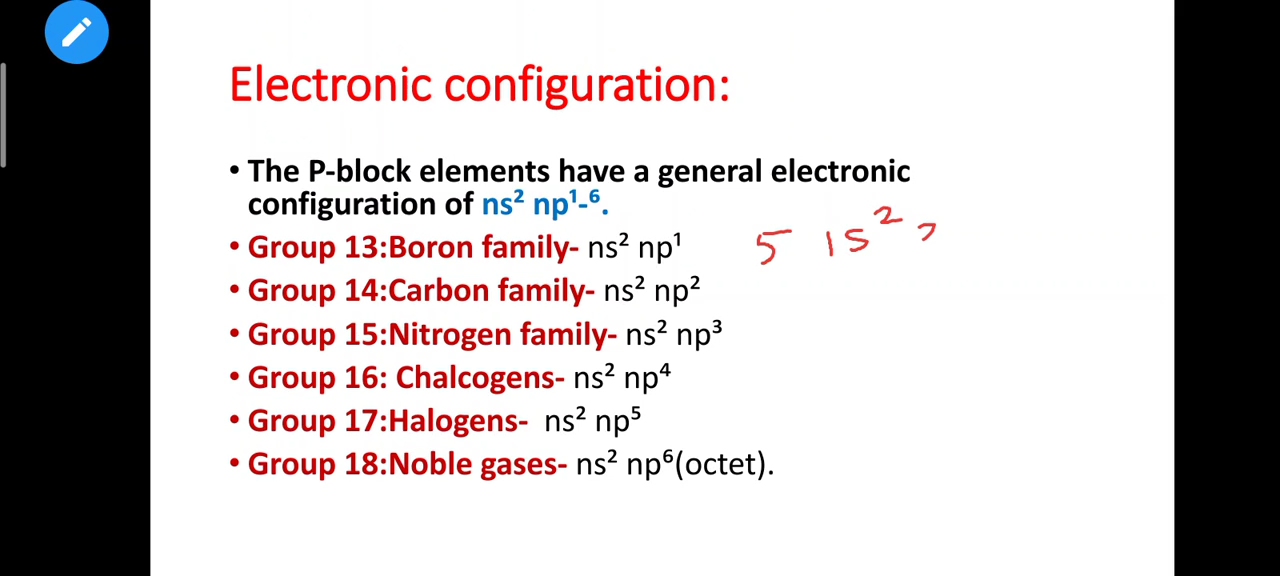 Electronic configuration:
• The P-block elements have a general electronic
configuration of ns² np¹-⁶.
• Group 13:Boron family- ns² np¹
5 1s²
• Group 14:Carbon family- ns² np²
• Group 15:Nitrogen family- ns² np³
• Group 16: Chalcogens- ns² np⁴
• Group 17:Halogens- ns² np⁵
• Group 18:Noble gases- ns² np⁶(octet).